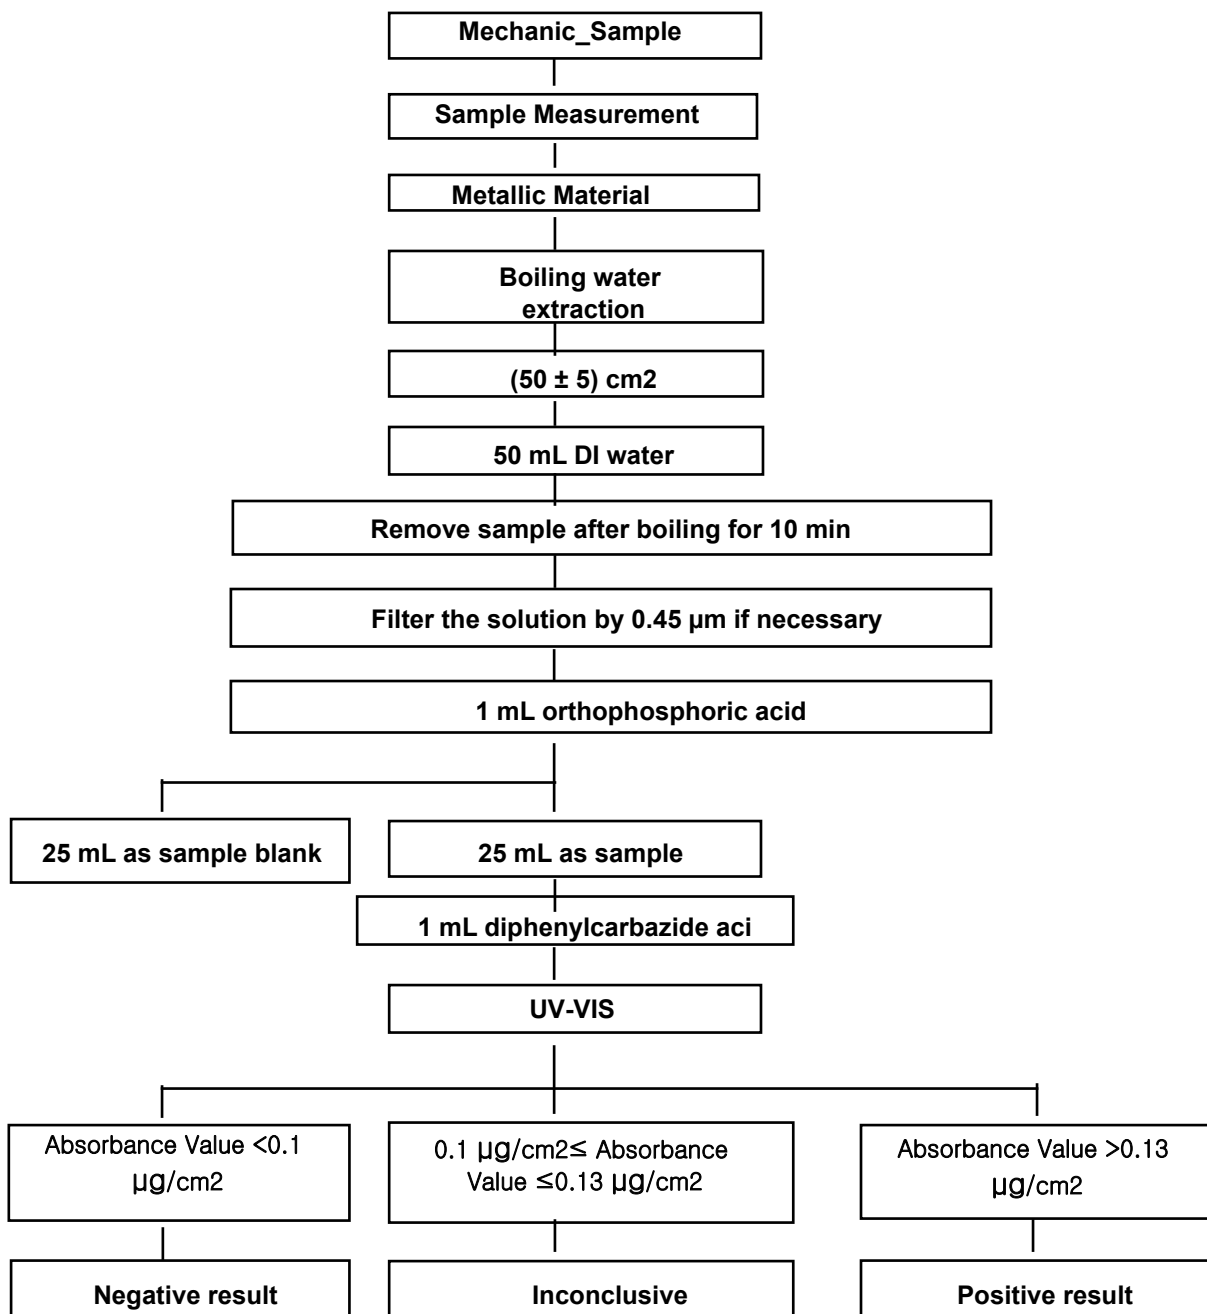 Mechanic_Sample
Sample Measurement
Metallic Material
Boiling water
extraction
(50 ± 5) cm2
50 mL DI water
Remove sample after boiling for 10 min
Filter the solution by 0.45 µm if necessary
1 mL orthophosphoric acid
25 mL as sample blank
25 mL as sample
1 mL diphenylcarbazide aci
UV-VIS
Absorbance Value <0.1
µg/cm2
0.1 µg/cm2≤ Absorbance
Value ≤0.13 µg/cm2
Absorbance Value >0.13
µg/cm2
Negative result
Inconclusive
Positive result